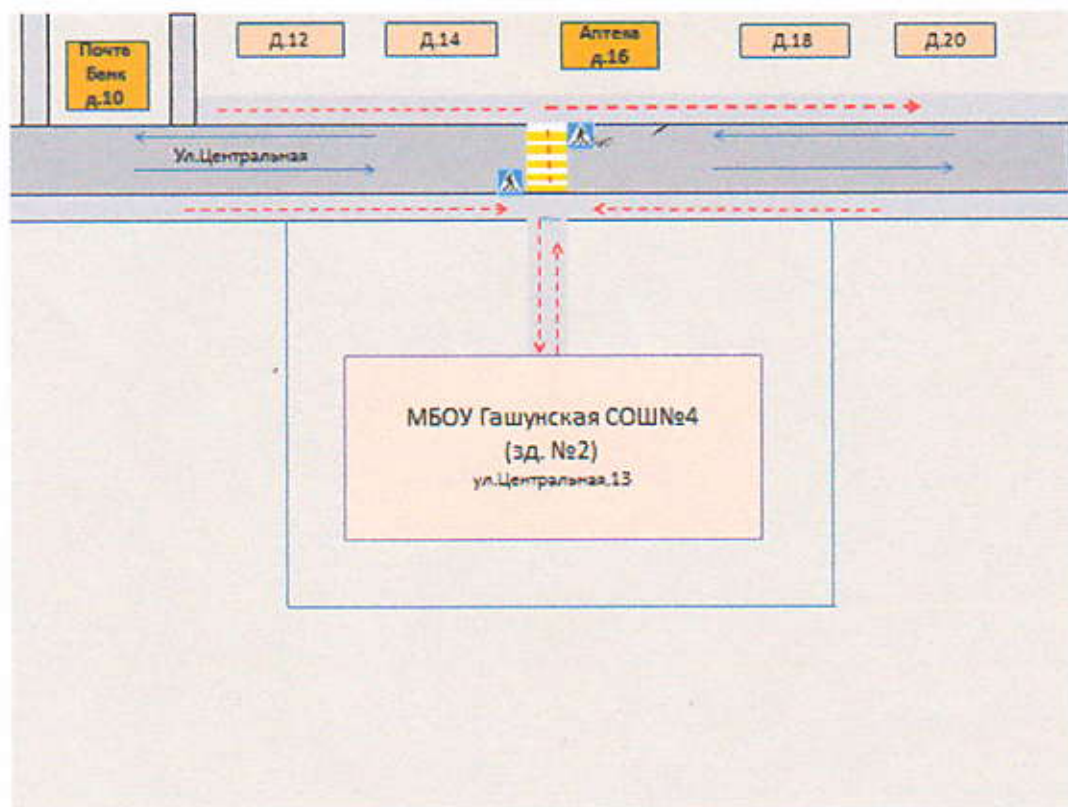 Почта
Банк
д.10
Д.12
Д.14
Аптека
д.16
Д.18
Д.20
Ул.Центральная
МБОУ Гашунская СОШ№4
(зд. №2)
ул.Центральная,13